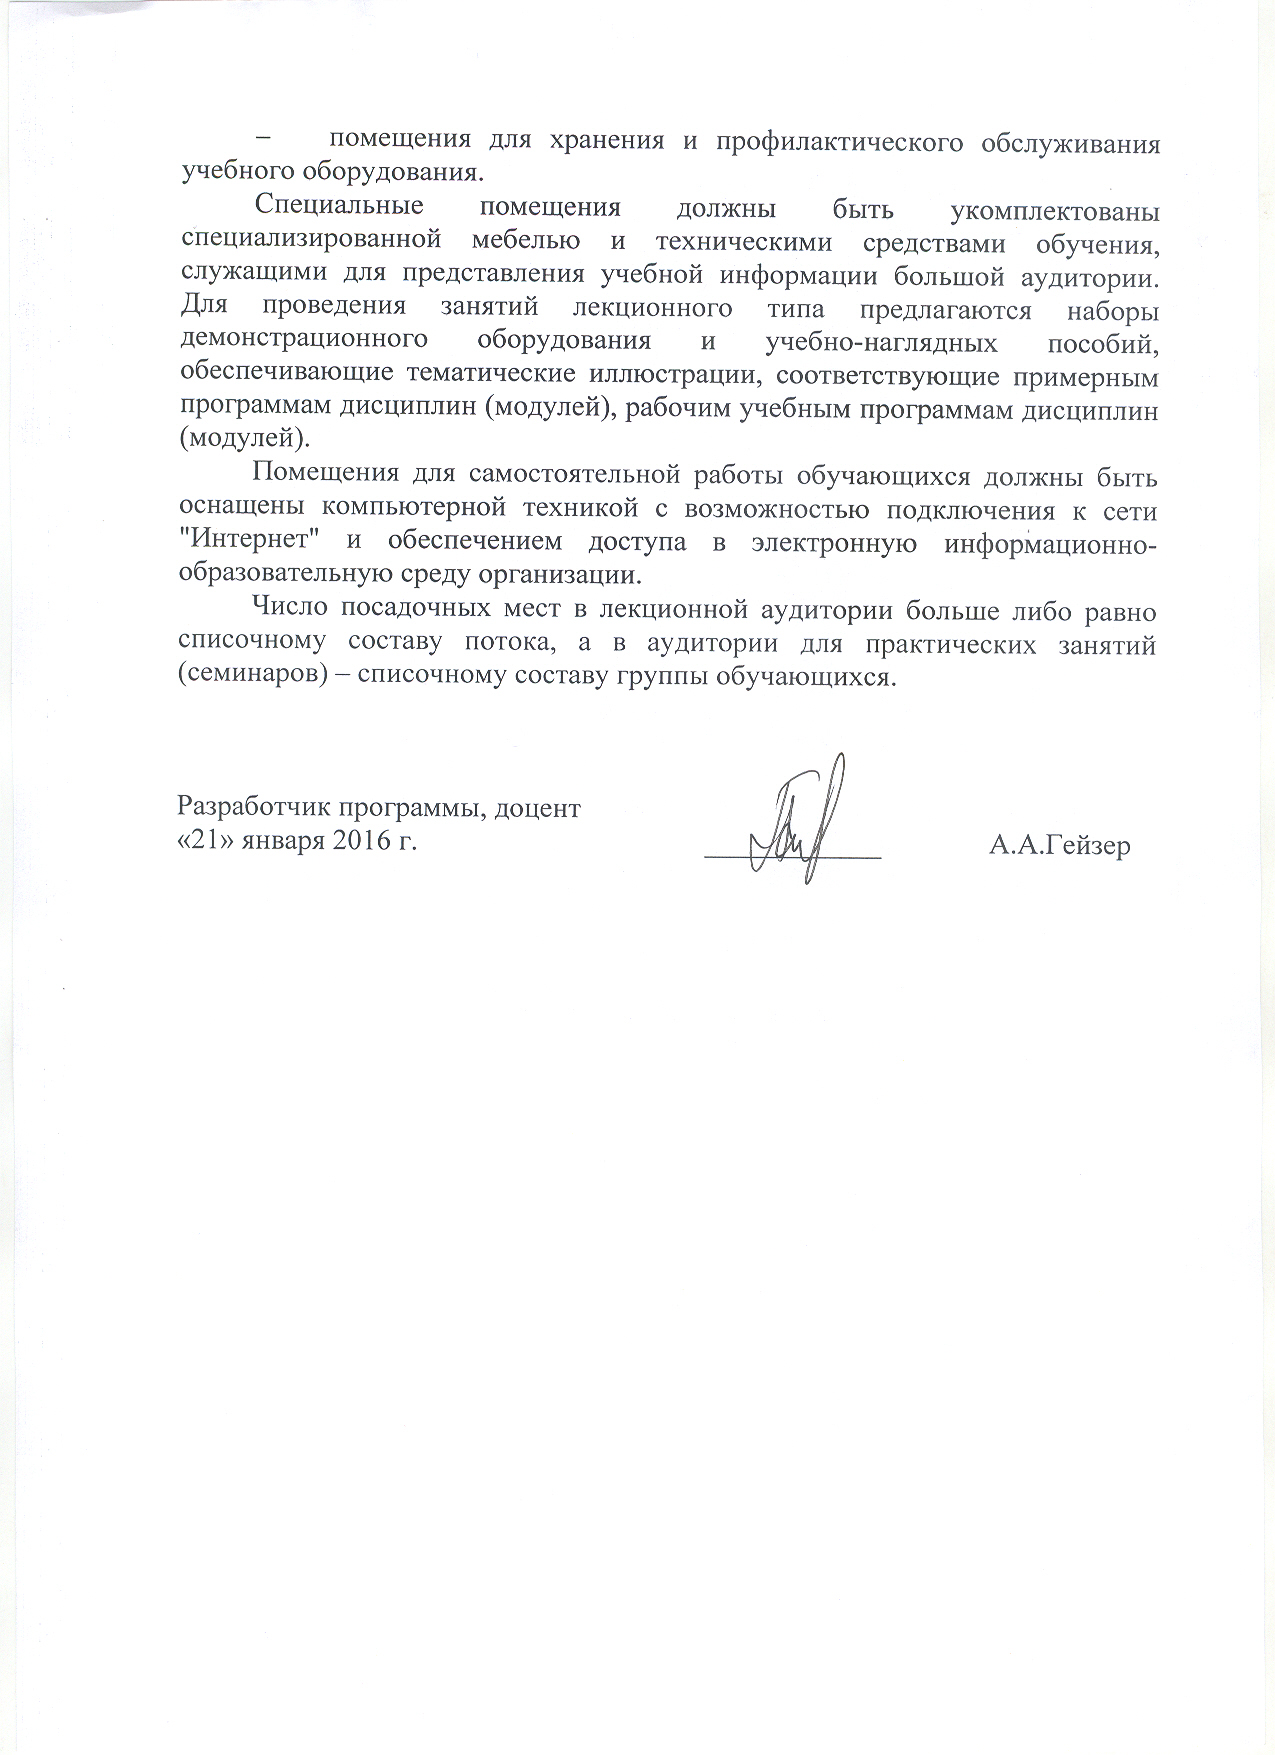 – помещения для хранения и профилактического обслуживания
учебного оборудования.
Специальные помещения должны быть укомплектованы
специализированной мебелью и техническими средствами обучения,
служащими для представления учебной информации большой аудитории.
Для проведения занятий лекционного типа предлагаются наборы
демонстрационного оборудования и учебно-наглядных пособий,
обеспечивающие тематические иллюстрации, соответствующие примерным
программам дисциплин (модулей), рабочим учебным программам дисциплин
(модулей).
Помещения для самостоятельной работы обучающихся должны быть
оснащены компьютерной техникой с возможностью подключения к сети
"Интернет" и обеспечением доступа в электронную информационно-
образовательную среду организации.
Число посадочных мест в лекционной аудитории больше либо равно
списочному составу потока, а в аудитории для практических занятий
(семинаров) – списочному составу группы обучающихся.
Разработчик программы, доцент
«21» января 2016 г. А.А.Гейзер